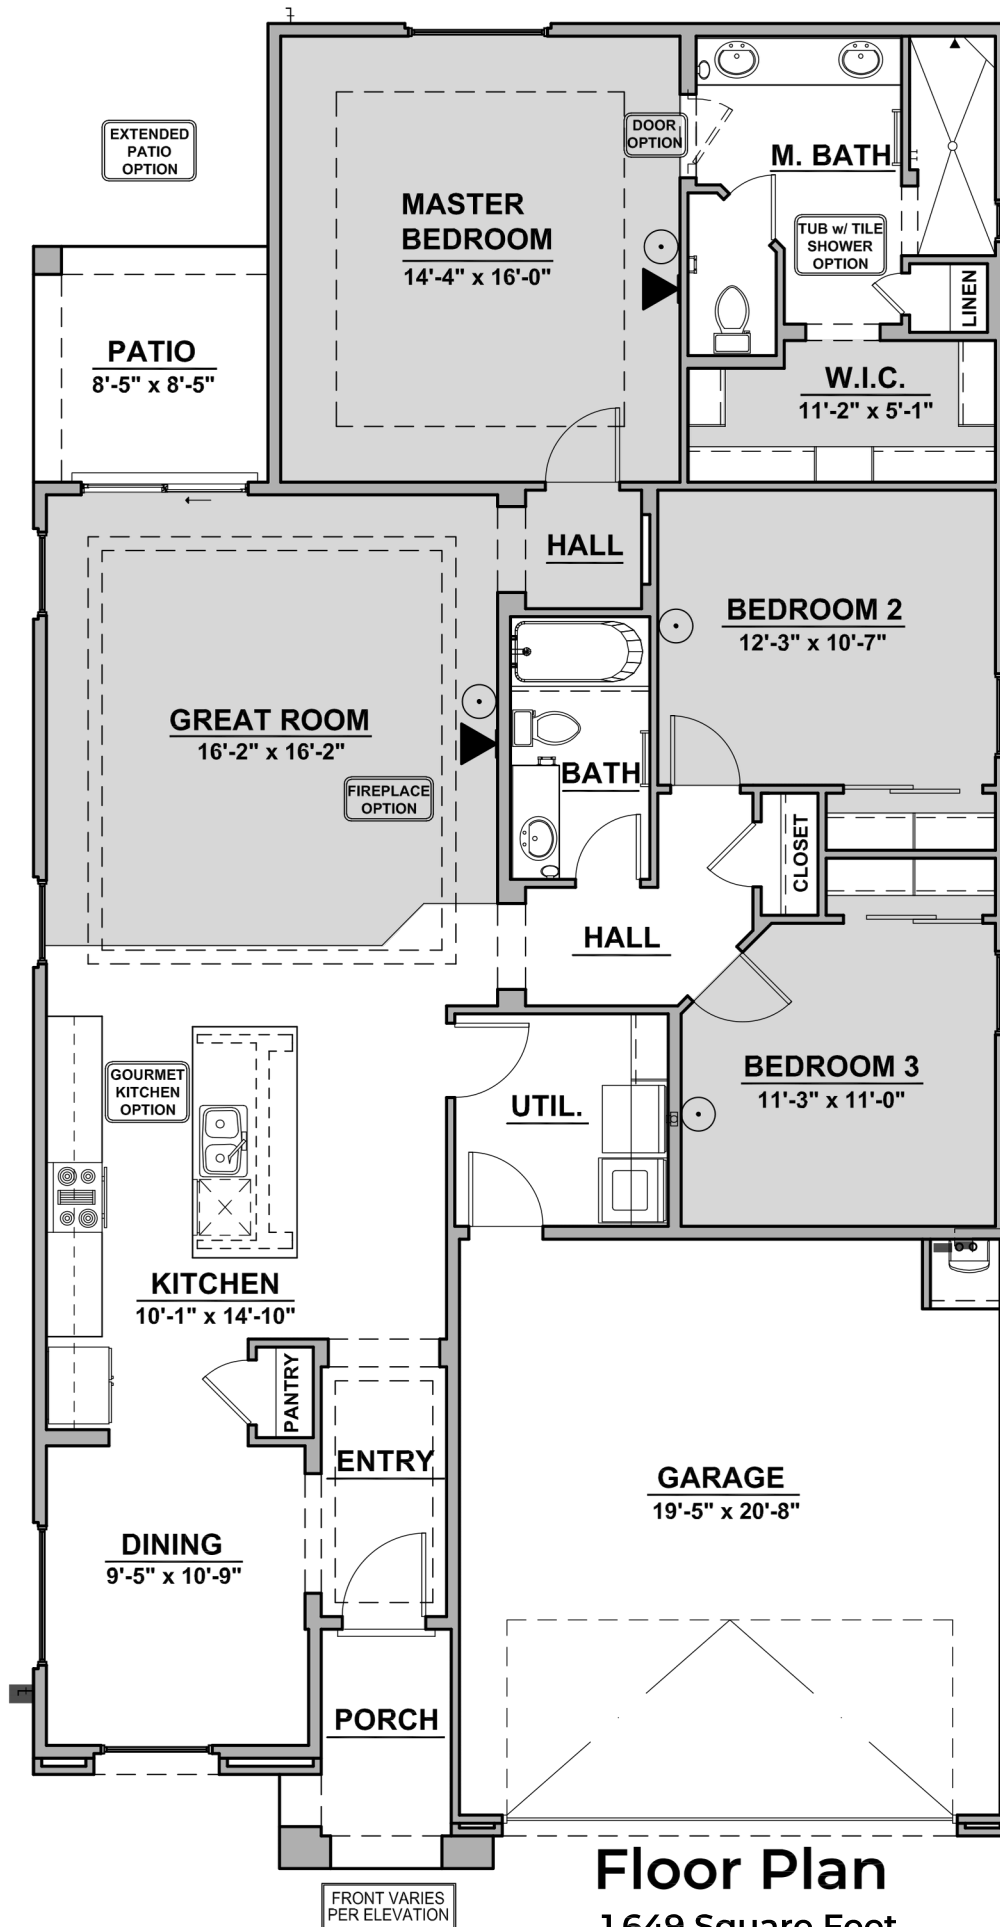 EXTENDED
PATIO
OPTION
MASTER
BEDROOM
14'-4" x 16'-0"
DOOR
OPTION
M. BATH
TUB w/ TILE
SHOWER
OPTION
LINEN
PATIO
8'-5" x 8'-5"
W.I.C.
11'-2" x 5'-1"
HALL
BEDROOM 2
12'-3" x 10'-7"
GREAT ROOM
16'-2" x 16'-2"
FIREPLACE
OPTION
BATH
CLOSET
HALL
GOURMET
KITCHEN
OPTION
UTIL.
BEDROOM 3
11'-3" x 11'-0"
KITCHEN
10'-1" x 14'-10"
PANTRY
ENTRY
GARAGE
19'-5" x 20'-8"
DINING
9'-5" x 10'-9"
PORCH
Floor Plan
1,649 Square Feet
FRONT VARIES
PER ELEVATION